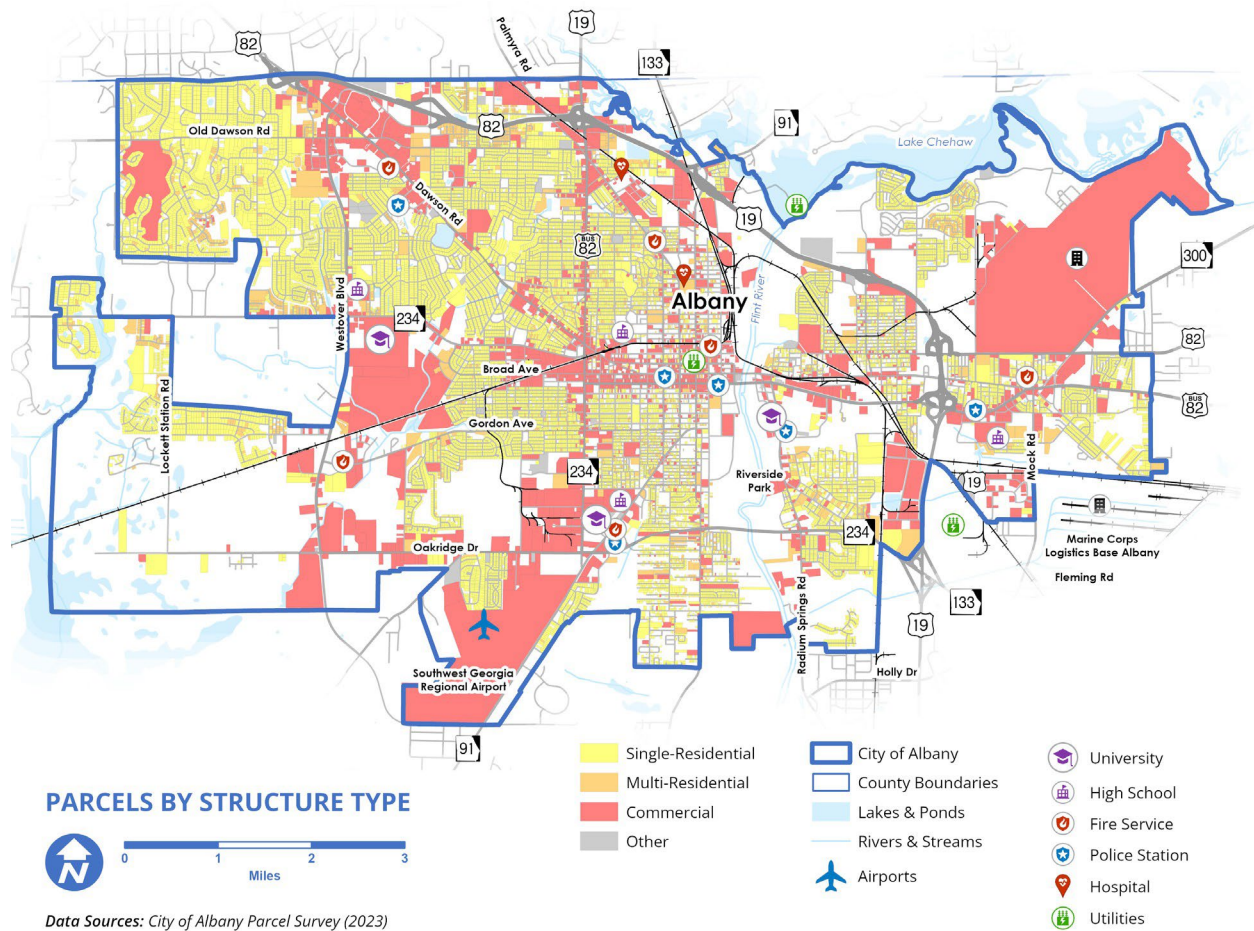 82
19
Palmyra Rd
133
91
82
Old Dawson Rd
Lake Chehaw
Dawson Rd
19
BUS
82
300
Albany
Flint River
Westover Blvd
234
82
Broad Ave
Lockett Station Rd
BUS
82
Gordon Ave
Mock Rd
234
Riverside
Park
19
234
Marine Corps
Logistics Base Albany
Oakridge Dr
Fleming Rd
Radium Springs Rd
133
19
Holly Dr
Southwest Georgia
Regional Airport
91
PARCELS BY STRUCTURE TYPE
N
0 1 2 3
Miles
Data Sources: City of Albany Parcel Survey (2023)
Single-Residential
Multi-Residential
Commercial
Other
City of Albany
County Boundaries
Lakes & Ponds
Rivers & Streams
Airports
University
High School
Fire Service
Police Station
Hospital
Utilities